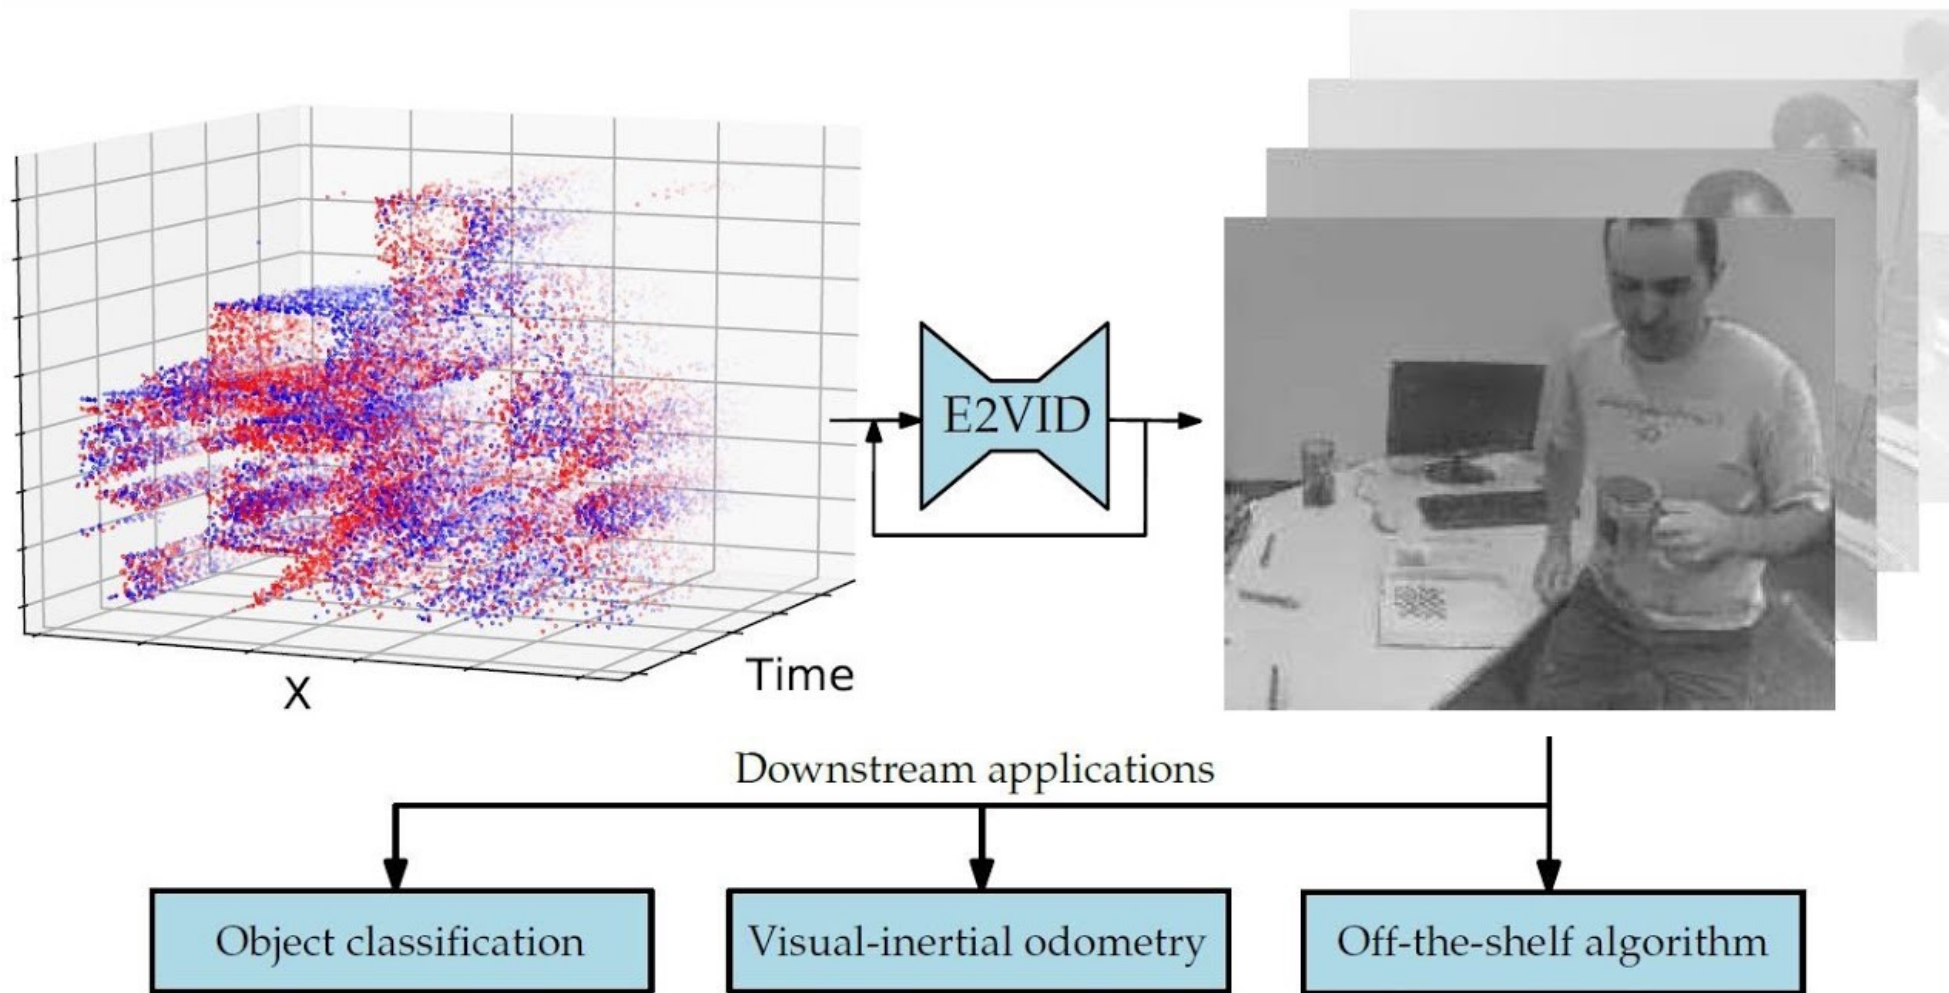 E2VID
Time
X
Downstream applications
Object classification
Visual-inertial odometry
Off-the-shelf algorithm